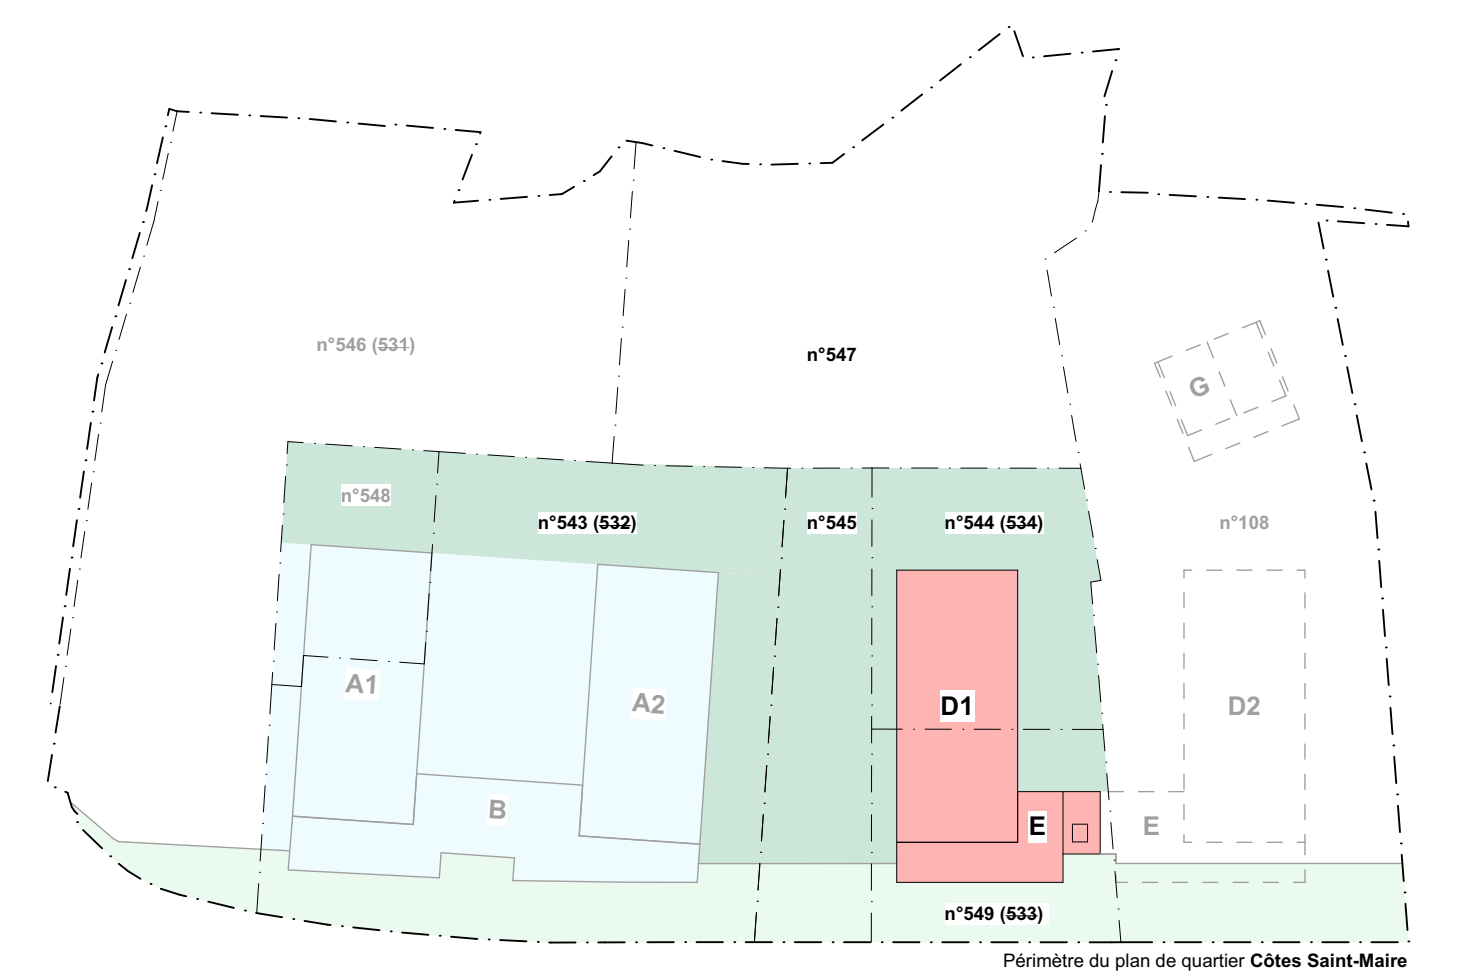 n°546 (531)
n°547
G
n°548
n°543 (532)
n°545
n°544 (534)
n°108
A1
A2
D1
D2
B
E
E
n°549 (533)
Périmètre du plan de quartier Côtes Saint-Maire